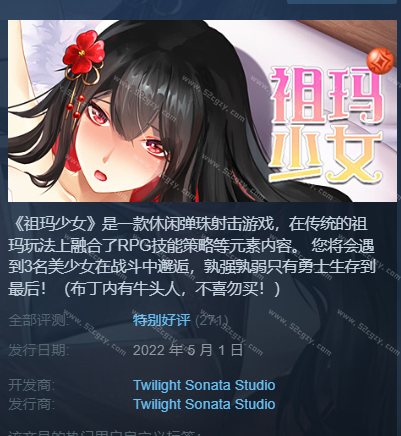 祖玛
少女
《祖玛少女》是一款休闲弹珠射击游戏，在传统的祖
玛玩法上融合了RPG技能策略等元素内容。 您将会遇
到3名美少女在战斗中邂逅，孰强孰弱只有勇士生存到
最后！（布丁内有牛头人，不喜勿买！）
全部评测: 特别好评 (271)
发行日期: 2022 年 5 月 1 日
开发商: Twilight Sonata Studio
发行商: Twilight Sonata Studio